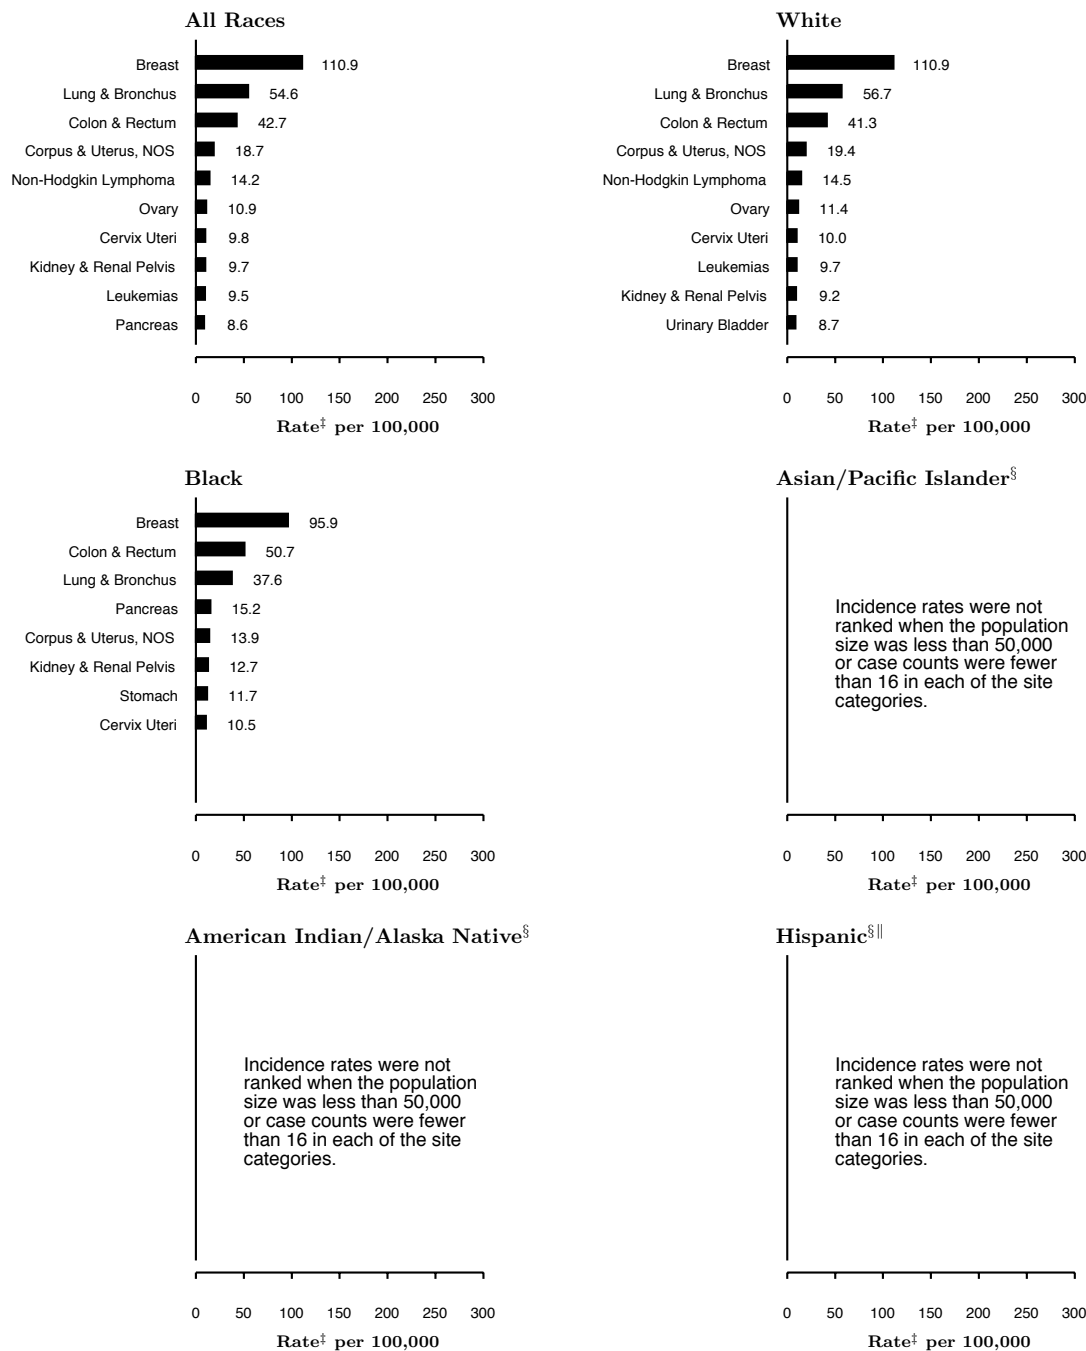 All Races
Breast 110.9
Lung & Bronchus 54.6
Colon & Rectum 42.7
Corpus & Uterus, NOS 18.7
Non-Hodgkin Lymphoma 14.2
Ovary 10.9
Cervix Uteri 9.8
Kidney & Renal Pelvis 9.7
Leukemias 9.5
Pancreas 8.6
0 50 100 150 200 250 300
Rate‡ per 100,000
White
Breast 110.9
Lung & Bronchus 56.7
Colon & Rectum 41.3
Corpus & Uterus, NOS 19.4
Non-Hodgkin Lymphoma 14.5
Ovary 11.4
Cervix Uteri 10.0
Leukemias 9.7
Kidney & Renal Pelvis 9.2
Urinary Bladder 8.7
0 50 100 150 200 250 300
Rate‡ per 100,000
Black
Breast 95.9
Colon & Rectum 50.7
Lung & Bronchus 37.6
Pancreas 15.2
Corpus & Uterus, NOS 13.9
Kidney & Renal Pelvis 12.7
Stomach 11.7
Cervix Uteri 10.5
0 50 100 150 200 250 300
Rate‡ per 100,000
Asian/Pacific Islander§
Incidence rates were not
ranked when the population
size was less than 50,000
or case counts were fewer
than 16 in each of the site
categories.
0 50 100 150 200 250 300
Rate‡ per 100,000
American Indian/Alaska Native§
Incidence rates were not
ranked when the population
size was less than 50,000
or case counts were fewer
than 16 in each of the site
categories.
0 50 100 150 200 250 300
Rate‡ per 100,000
Hispanic§‖
Incidence rates were not
ranked when the population
size was less than 50,000
or case counts were fewer
than 16 in each of the site
categories.
0 50 100 150 200 250 300
Rate‡ per 100,000